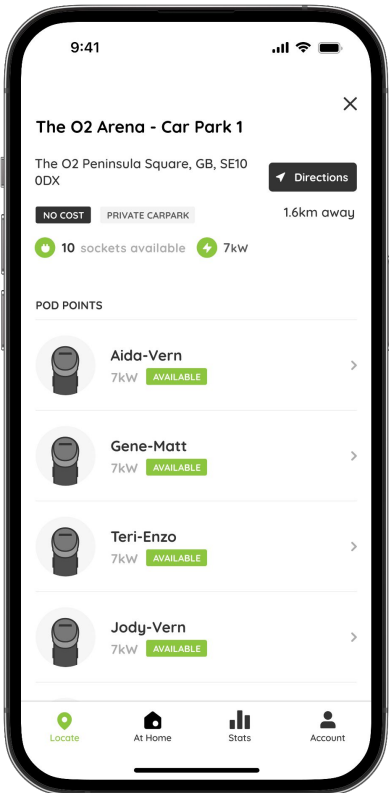 9:41
The O2 Arena - Car Park 1
The O2 Peninsula Square, GB, SE10
0DX
Directions
NO COST
PRIVATE CARPARK
1.6km away
10 sockets available
7kW
POD POINTS
Aida-Vern
7kW AVAILABLE
Gene-Matt
7kW AVAILABLE
Teri-Enzo
7kW AVAILABLE
Jody-Vern
7kW AVAILABLE
Locate
At Home
Stats
Account